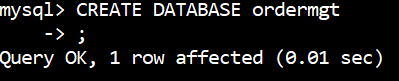 mysql> CREATE DATABASE ordermgt
    -> ;
Query OK, 1 row affected (0.01 sec)